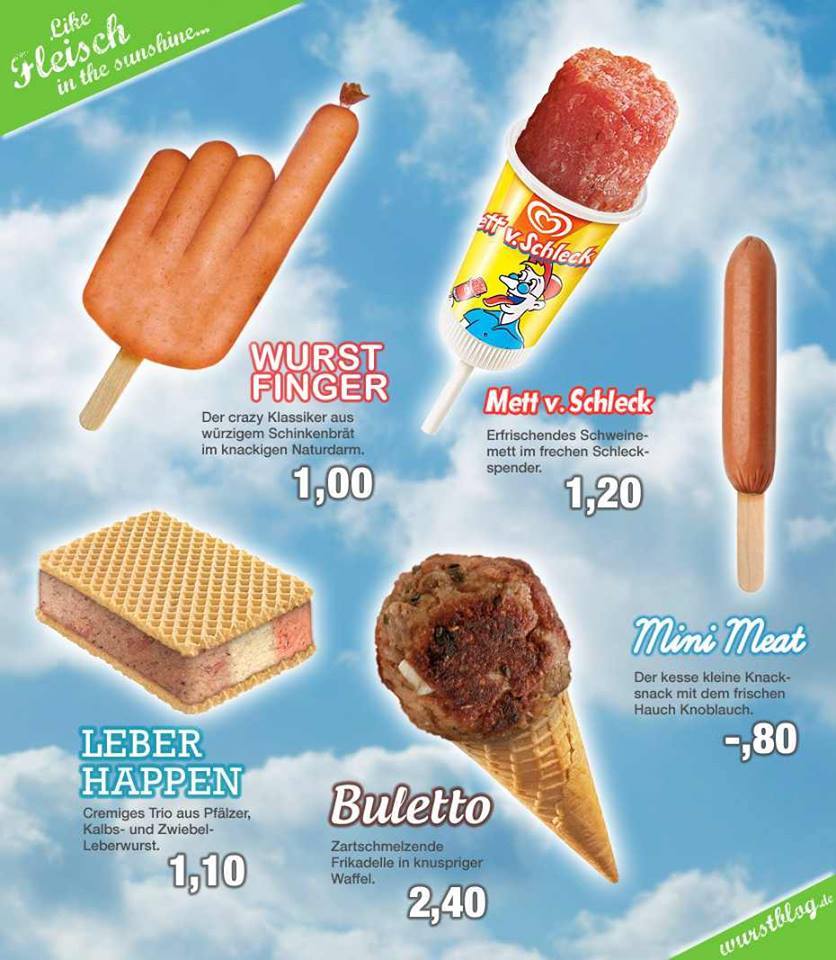 Like
Fleisch
in the sunshine...
ett v. Schleck
WURST
FINGER
Der crazy Klassiker aus
würzigem Schinkenbrät
im knackigen Naturdarm.
1,00
Mett v. Schleck
Erfrischendes Schweine-
mett im frechen Schleck-
spender.
1,20
Mini Meat
Der kesse kleine Knack-
snack mit dem frischen
Hauch Knoblauch.
-,80
LEBER
HAPPEN
Cremiges Trio aus Pfälzer,
Kalbs- und Zwiebel-
Leberwurst.
1,10
Buletto
Zartschmelzende
Frikadelle in knuspriger
Waffel.
2,40
wurstblog.de